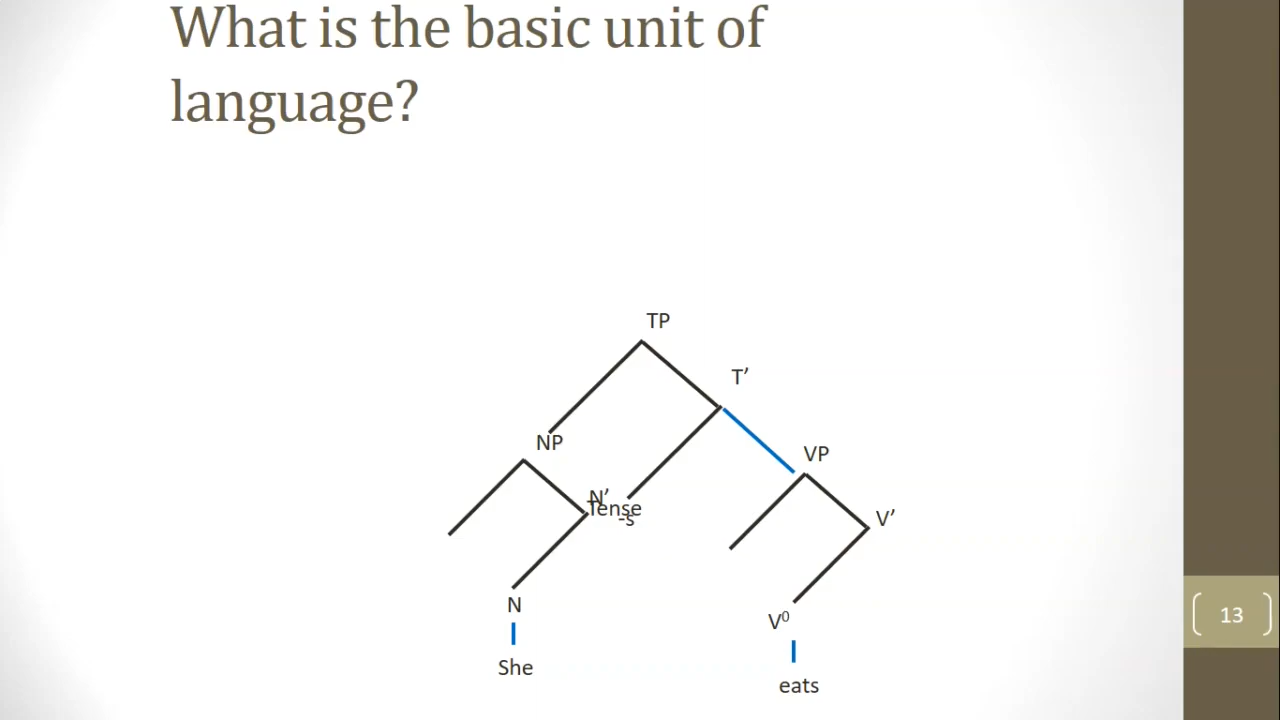 What is the basic unit of
language?
TP
T’
NP
VP
N’
Tense
-s
V’
N
V⁰
She
eats
13